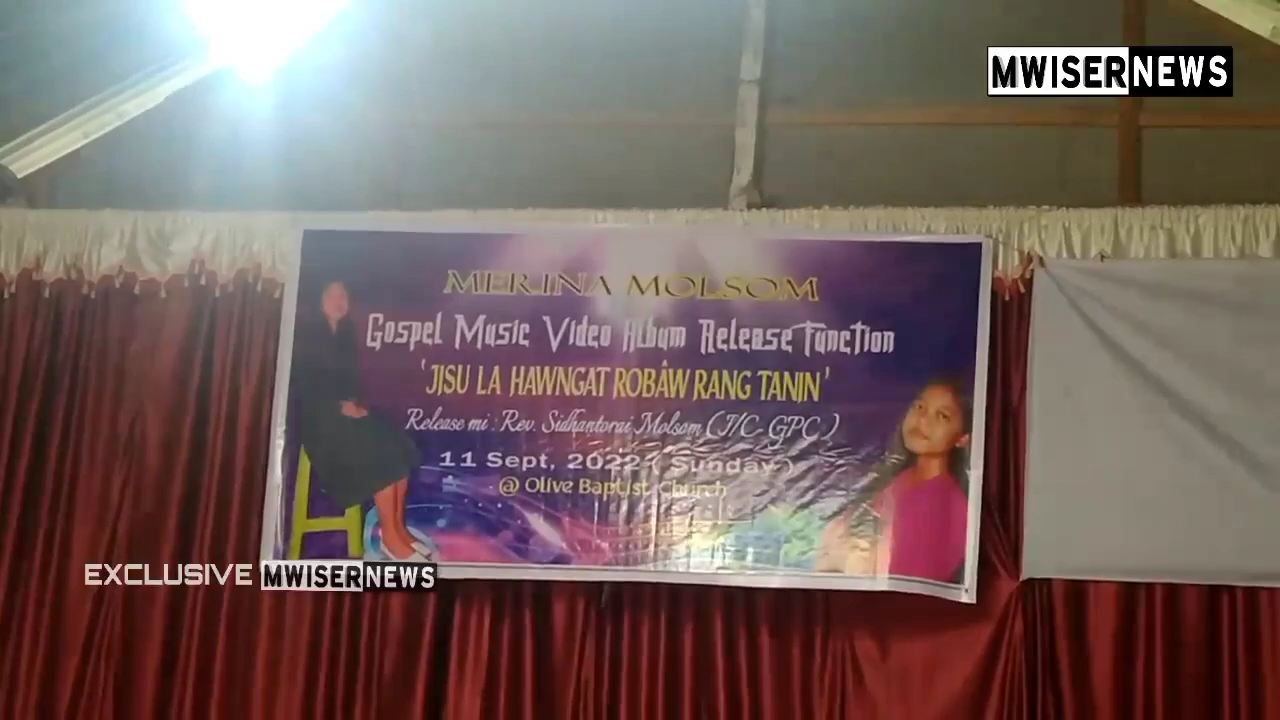 MWISERNEWS
MERINA MOLSOM
Gospel Music Video Album Release Function
'JISU LA HAWNGAT ROBÂW RANG TANIN'
Release mi : Rev. Sidhantorai Molsom ( I/C GPC )
11 Sept, 2022 ( Sunday )
@ Olive Baptist Church
EXCLUSIVE MWISERNEWS